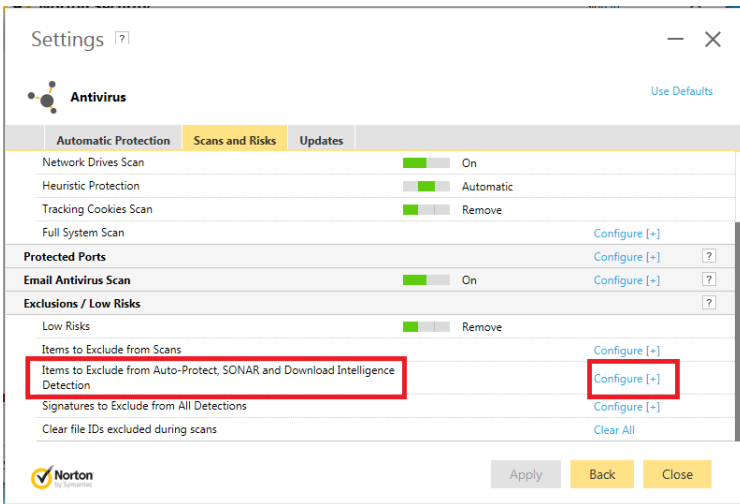 Settings ?
Antivirus
Use Defaults
Automatic Protection Scans and Risks Updates
Network Drives Scan On
Heuristic Protection Automatic
Tracking Cookies Scan Remove
Full System Scan Configure [+]
Protected Ports Configure [+] ?
Email Antivirus Scan On Configure [+] ?
Exclusions / Low Risks ?
Low Risks Remove
Items to Exclude from Scans Configure [+]
Items to Exclude from Auto-Protect, SONAR and Download Intelligence
Detection Configure [+]
Signatures to Exclude from All Detections Configure [+]
Clear file IDs excluded during scans Clear All
Norton
by Symantec
Apply Back Close